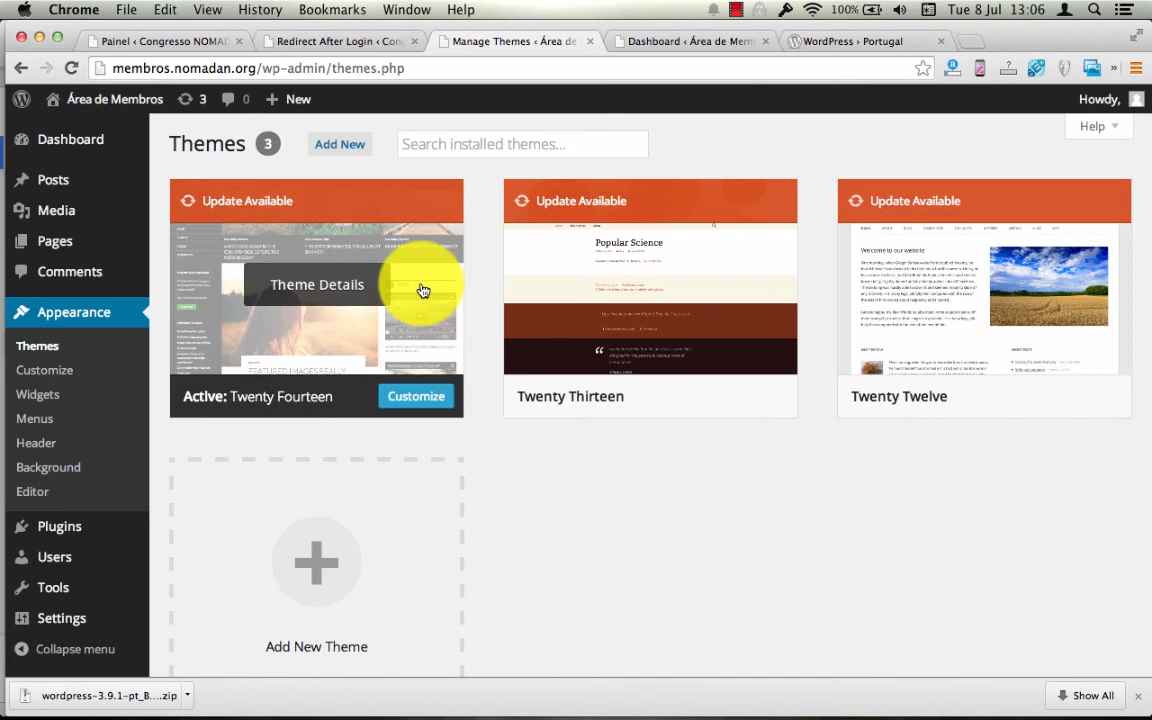 Chrome File Edit View History Bookmarks Window Help 100% Tue 8 Jul 13:06
Painel ‹ Congresso NOMAD × Redirect After Login ‹ Con × Manage Themes ‹ Área de × Dashboard ‹ Área de Mem × WordPress › Portugal ×
membros.nomadan.org/wp-admin/themes.php
Área de Membros 3 0 + New Howdy,
Dashboard
Posts
Media
Pages
Comments
Appearance
Themes
Customize
Widgets
Menus
Header
Background
Editor
Plugins
Users
Tools
Settings
Collapse menu
Themes 3 Add New Search installed themes...
Help
Update Available
Theme Details
FEATURED IMAGES REALLY
Active: Twenty Fourteen Customize
Update Available
Popular Science
Twenty Thirteen
Update Available
Welcome to our website
Twenty Twelve
Add New Theme
wordpress-3.9.1-pt_B....zip Show All ×